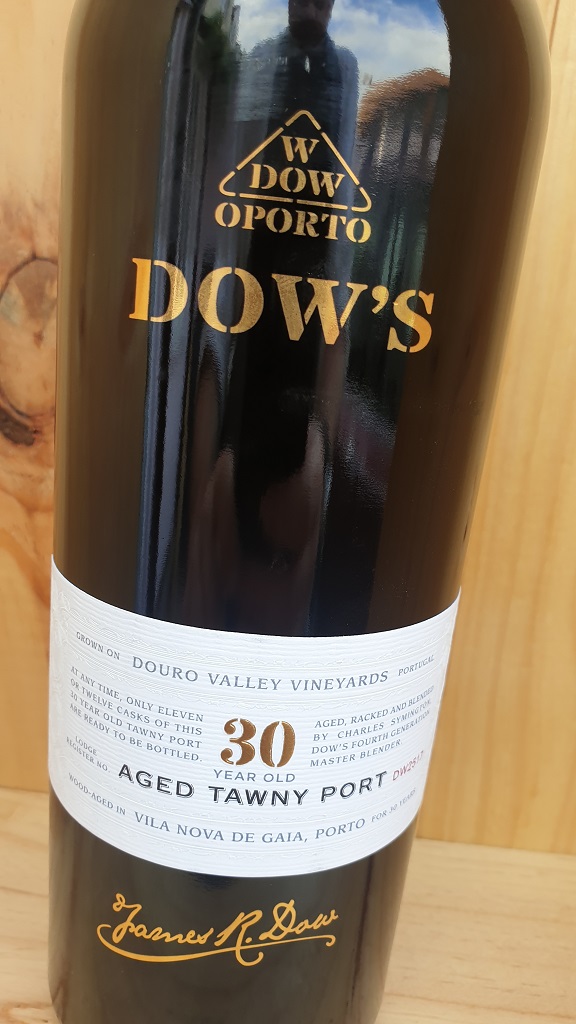 W
DOW
OPORTO
DOW'S
GROWN ON DOURO VALLEY VINEYARDS PORTUGAL
AT ANY TIME, ONLY ELEVEN
OR TWELVE CASKS OF THIS
30 YEAR OLD TAWNY PORT
ARE READY TO BE BOTTLED.
30
YEAR OLD
AGED, RACKED AND BLENDED
BY CHARLES SYMINGTON,
DOW'S FOURTH GENERATION
MASTER BLENDER.
LODGE
REGISTER NO
AGED TAWNY PORT
WOOD-AGED IN VILA NOVA DE GAIA, PORTO FOR 30 YEARS
James R. Dow